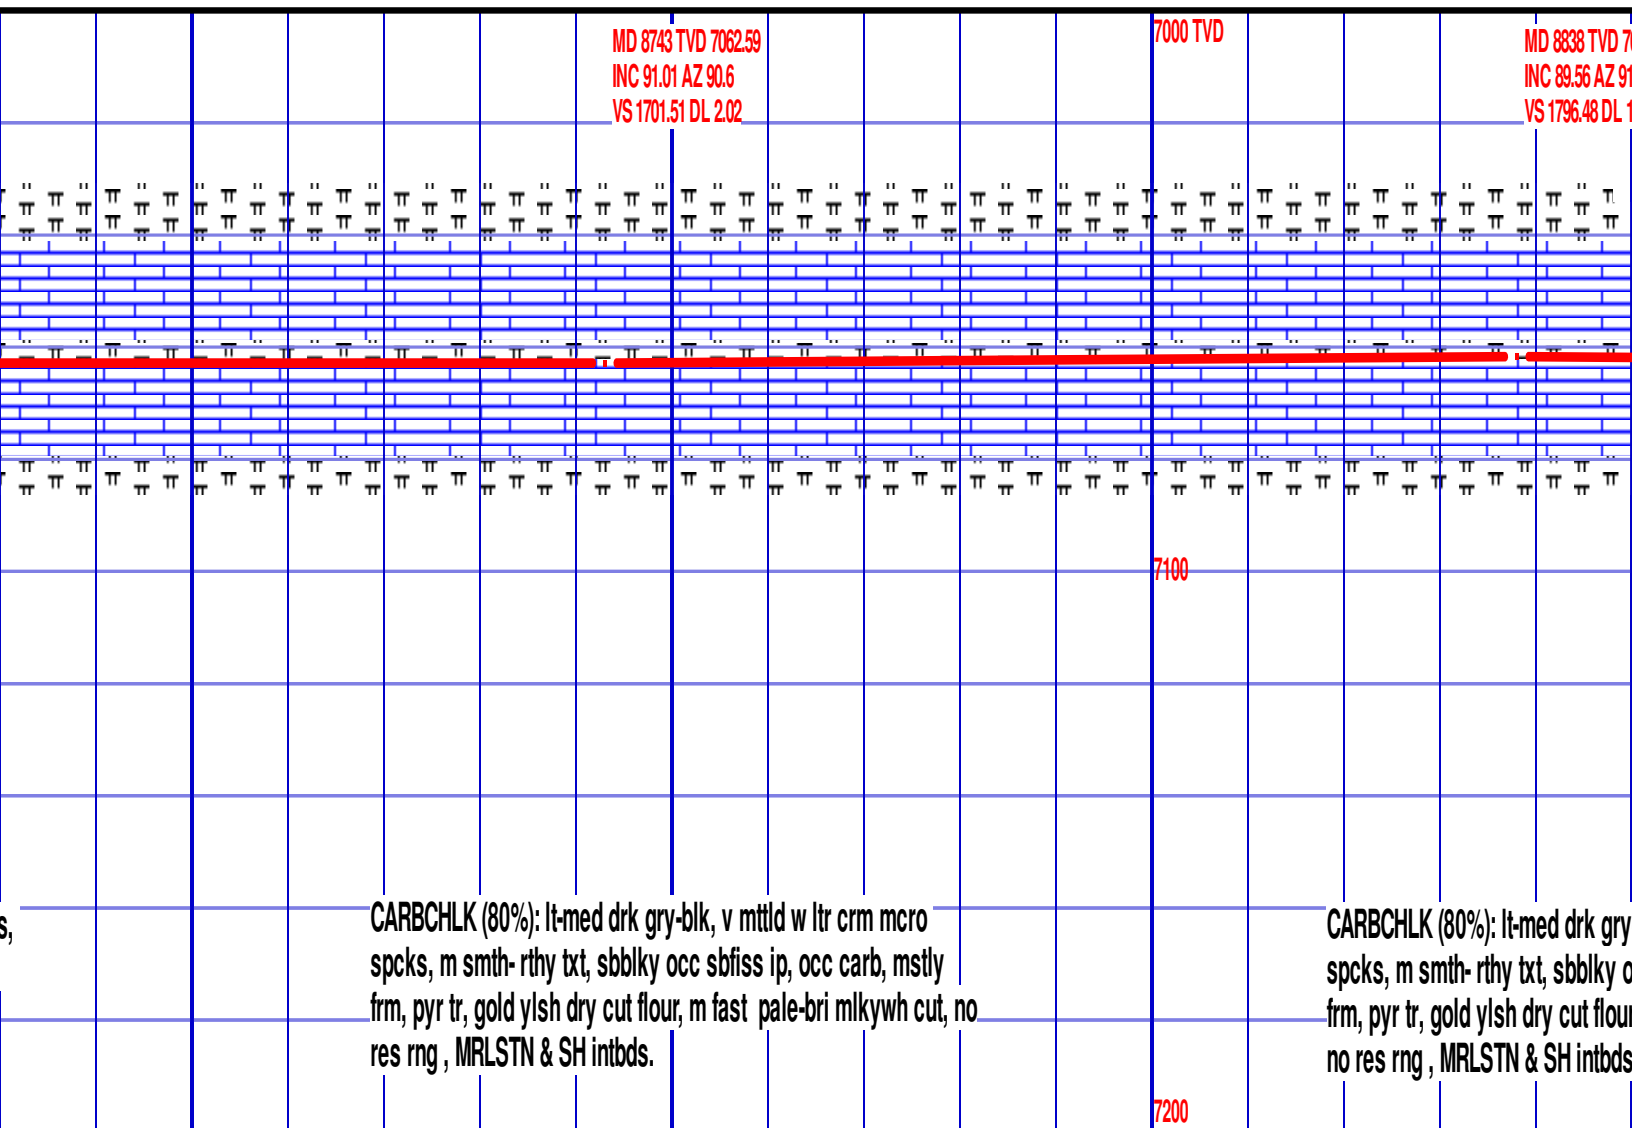 MD 8743 TVD 7062.59
INC 91.01 AZ 90.6
VS 1701.51 DL 2.02
7000 TVD
MD 8838 TVD 70
INC 89.56 AZ 91
VS 1796.48 DL 1
7100
s,
CARBCHLK (80%): lt-med drk gry-blk, v mttld w ltr crm mcro
spcks, m smth- rthy txt, sbblky occ sbfiss ip, occ carb, mstly
frm, pyr tr, gold ylsh dry cut flour, m fast pale-bri mlkywh cut, no
res rng , MRLSTN & SH intbds.
CARBCHLK (80%): lt-med drk gry
spcks, m smth- rthy txt, sbblky o
frm, pyr tr, gold ylsh dry cut flour
no res rng , MRLSTN & SH intbds
7200